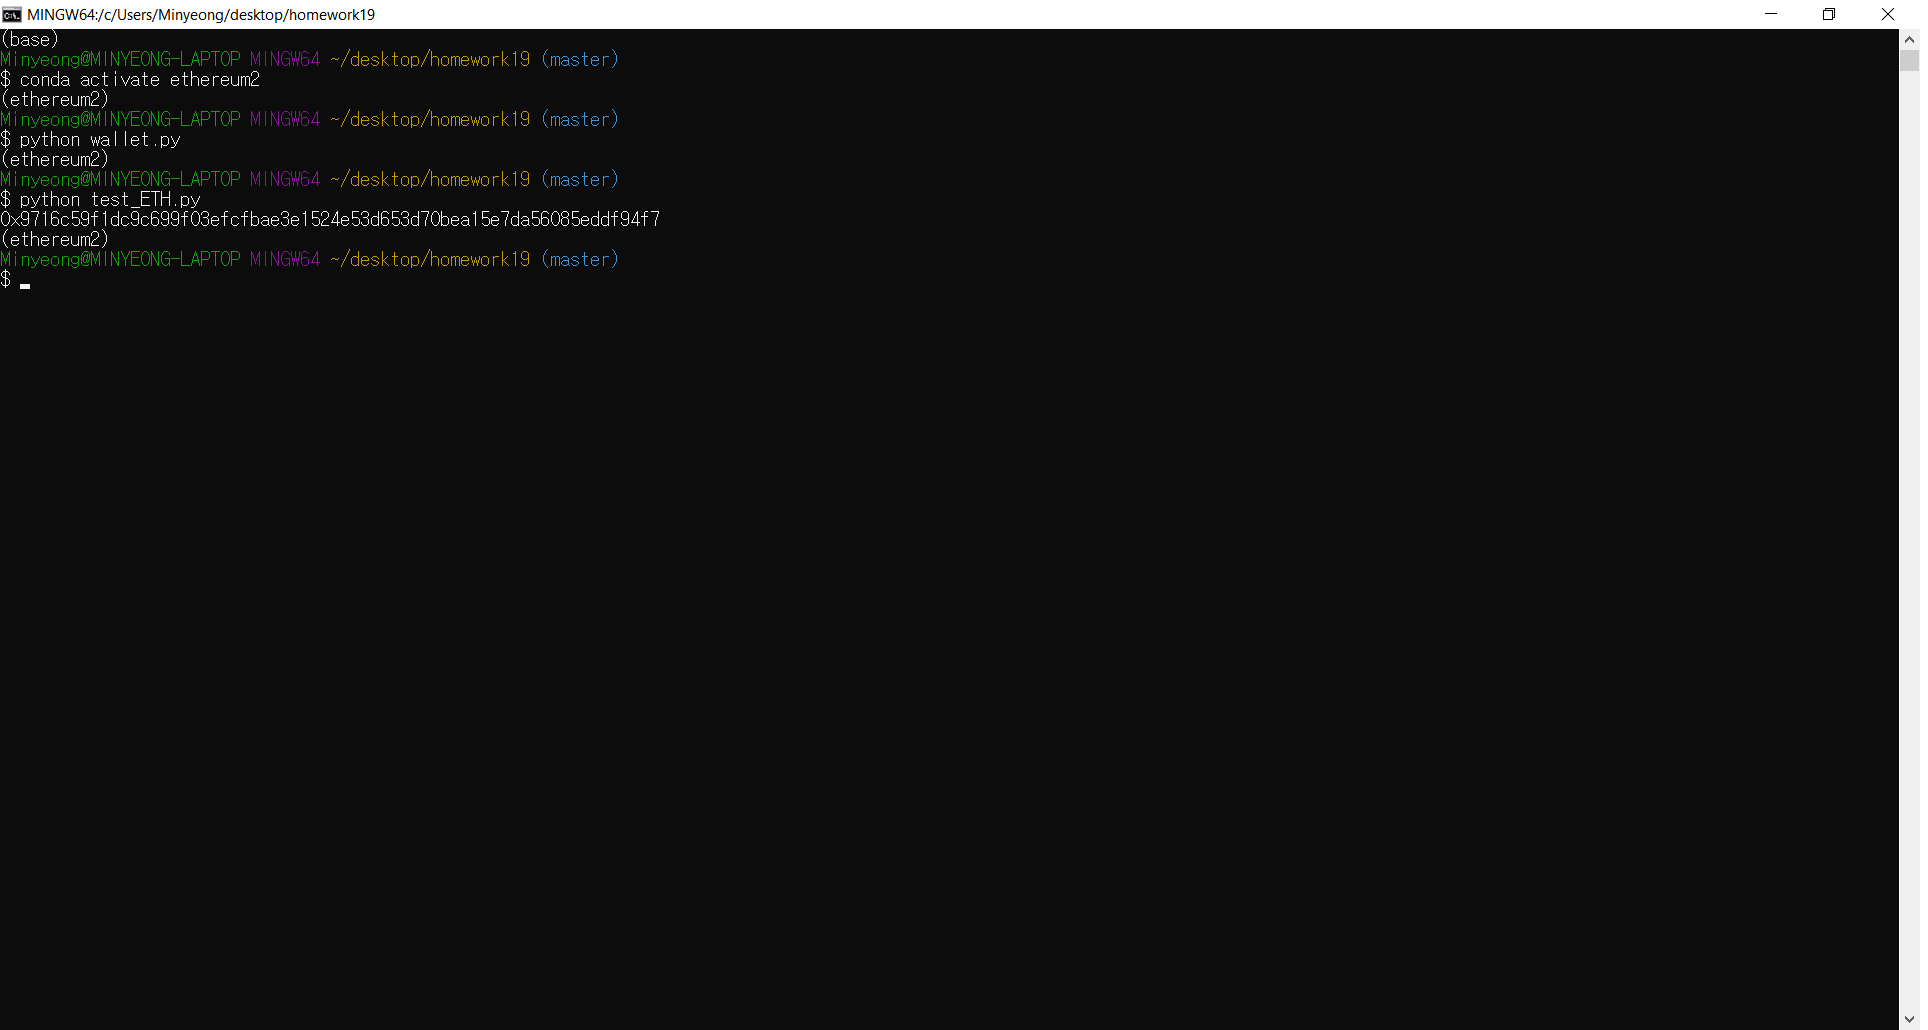 MINGW64:/c/Users/Minyeong/desktop/homework19
(base)
Minyeong@MINYEONG-LAPTOP MINGW64 ~/desktop/homework19 (master)
$ conda activate ethereum2
(ethereum2)
Minyeong@MINYEONG-LAPTOP MINGW64 ~/desktop/homework19 (master)
$ python wallet.py
(ethereum2)
Minyeong@MINYEONG-LAPTOP MINGW64 ~/desktop/homework19 (master)
$ python test_ETH.py
0x9716c59f1dc9c699f03efcfbae3e1524e53d653d70bea15e7da56085eddf94f7
(ethereum2)
Minyeong@MINYEONG-LAPTOP MINGW64 ~/desktop/homework19 (master)
$